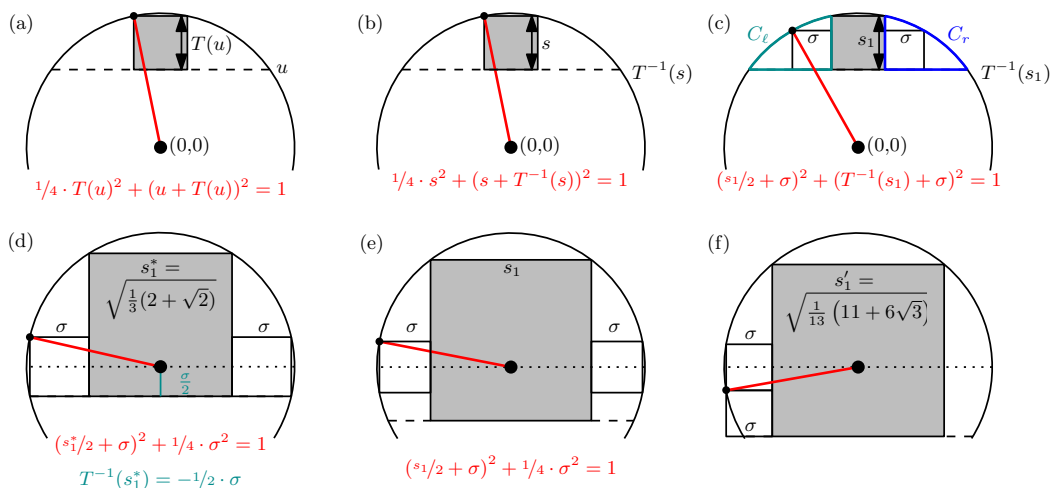 (a)
T(u)
u
(0,0)
1/4 · T(u)² + (u + T(u))² = 1
(b)
s
T⁻¹(s)
(0,0)
1/4 · s² + (s + T⁻¹(s))² = 1
(c)
C_ℓ
σ
s₁
σ
C_r
T⁻¹(s₁)
(0,0)
(s₁/2 + σ)² + (T⁻¹(s₁) + σ)² = 1
(d)
s₁* =
√(1/3 (2 + √2))
σ
σ
σ/2
(s₁*/2 + σ)² + 1/4 · σ² = 1
T⁻¹(s₁*) = −1/2 · σ
(e)
s₁
σ
σ
(s₁/2 + σ)² + 1/4 · σ² = 1
(f)
s₁′ =
√(1/13 (11 + 6√3))
σ
σ